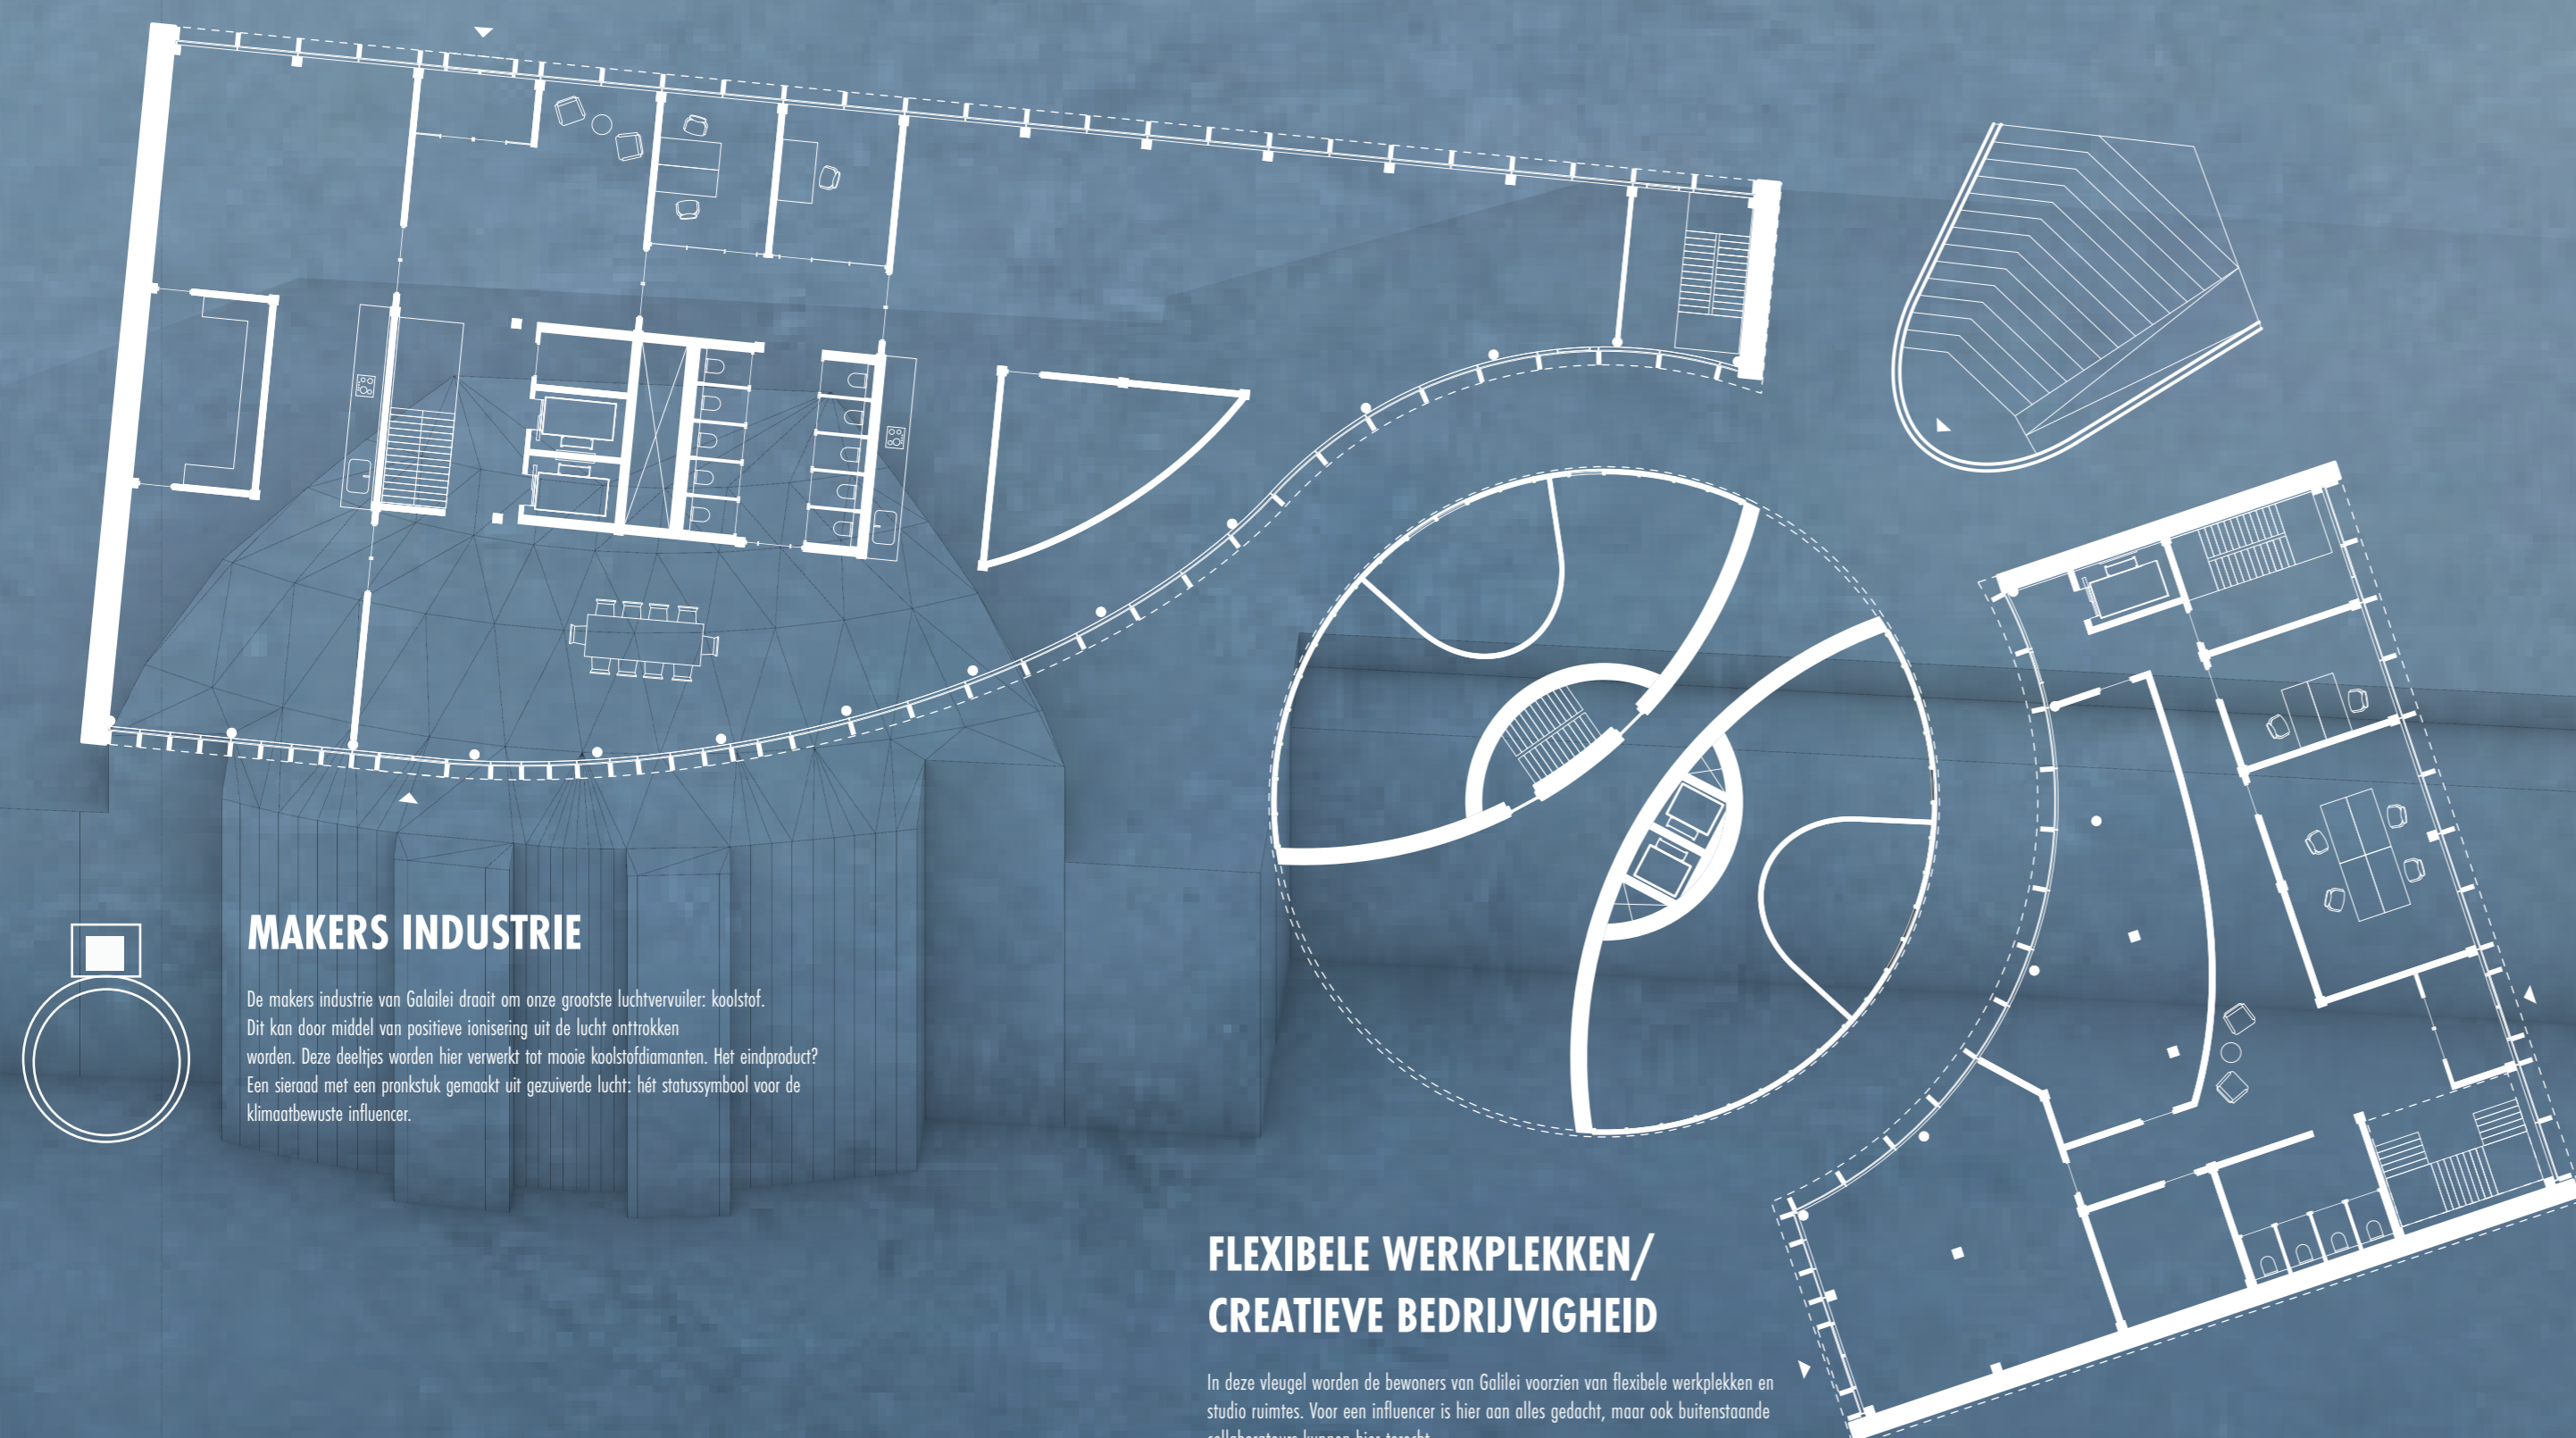 MAKERS INDUSTRIE
De makers industrie van Galailei draait om onze grootste luchtvervuiler: koolstof.
Dit kan door middel van positieve ionisering uit de lucht onttrokken
worden. Deze deeltjes worden hier verwerkt tot mooie koolstofdiamanten. Het eindproduct?
Een sieraad met een pronkstuk gemaakt uit gezuiverde lucht: hét statussymbool voor de
klimaatbewuste influencer.
FLEXIBELE WERKPLEKKEN/
CREATIEVE BEDRIJVIGHEID
In deze vleugel worden de bewoners van Galilei voorzien van flexibele werkplekken en
studio ruimtes. Voor een influencer is hier aan alles gedacht, maar ook buitenstaande